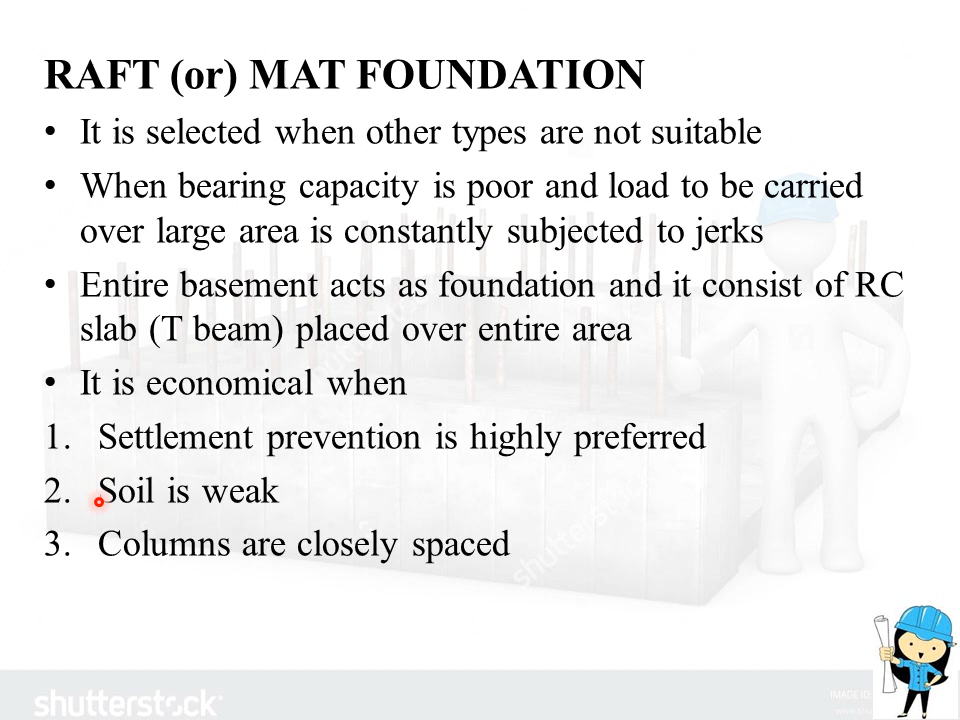 RAFT (or) MAT FOUNDATION
• It is selected when other types are not suitable
• When bearing capacity is poor and load to be carried
over large area is constantly subjected to jerks
• Entire basement acts as foundation and it consist of RC
slab (T beam) placed over entire area
• It is economical when
1. Settlement prevention is highly preferred
2. Soil is weak
3. Columns are closely spaced
shutterstock
shutterstock
IMAGE ID: